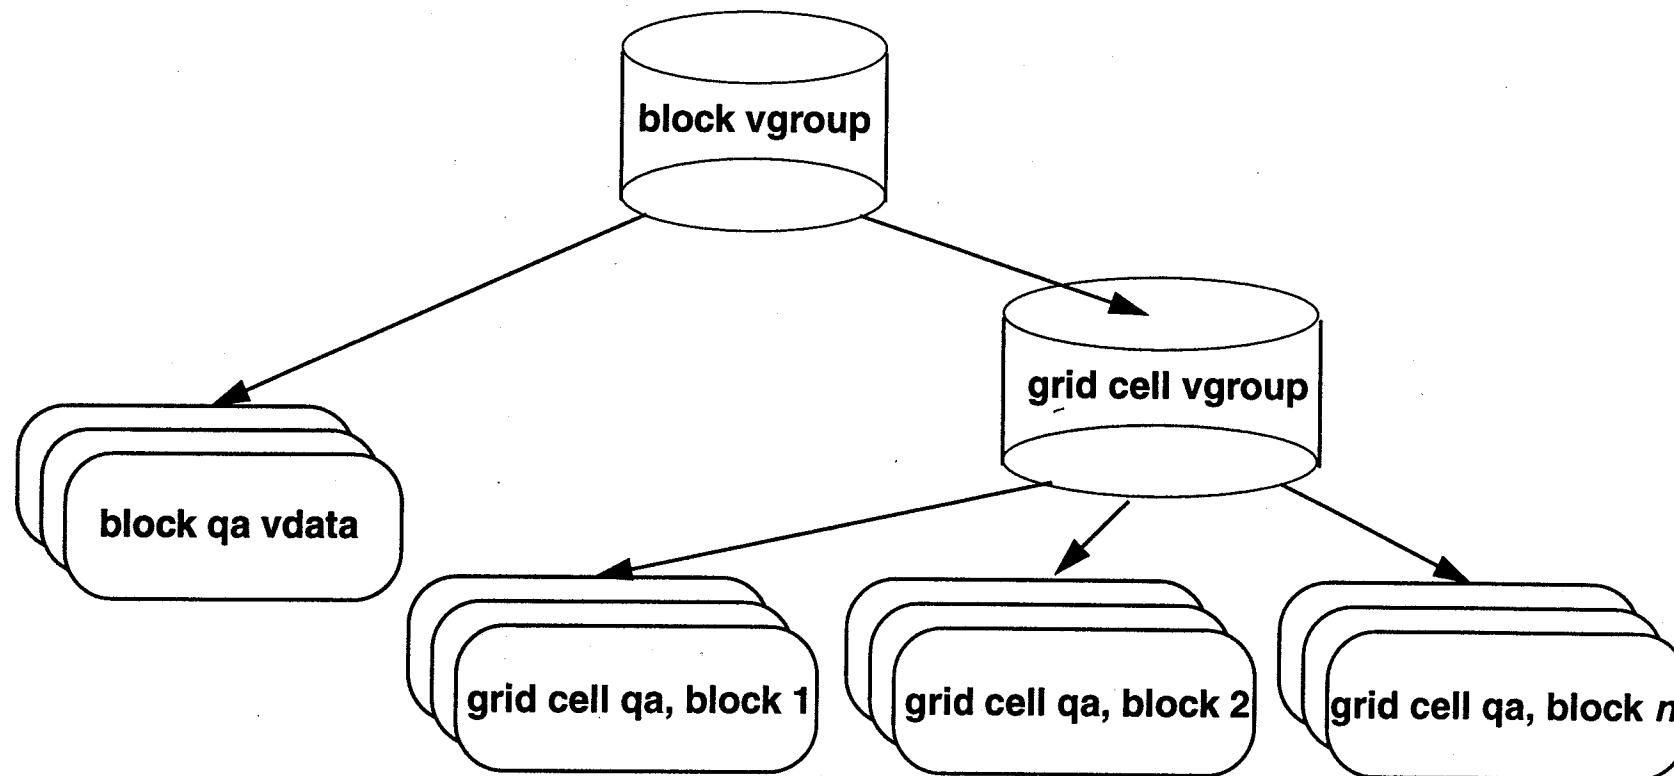 block vgroup
grid cell vgroup
block qa vdata
grid cell qa, block 1
grid cell qa, block 2
grid cell qa, block n